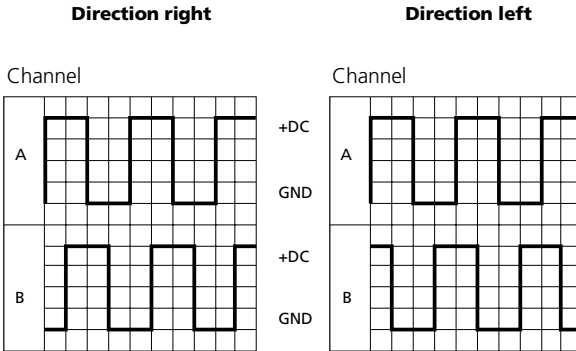 Direction right
Direction left
Channel
Channel
A
+DC
A
GND
B
+DC
B
GND